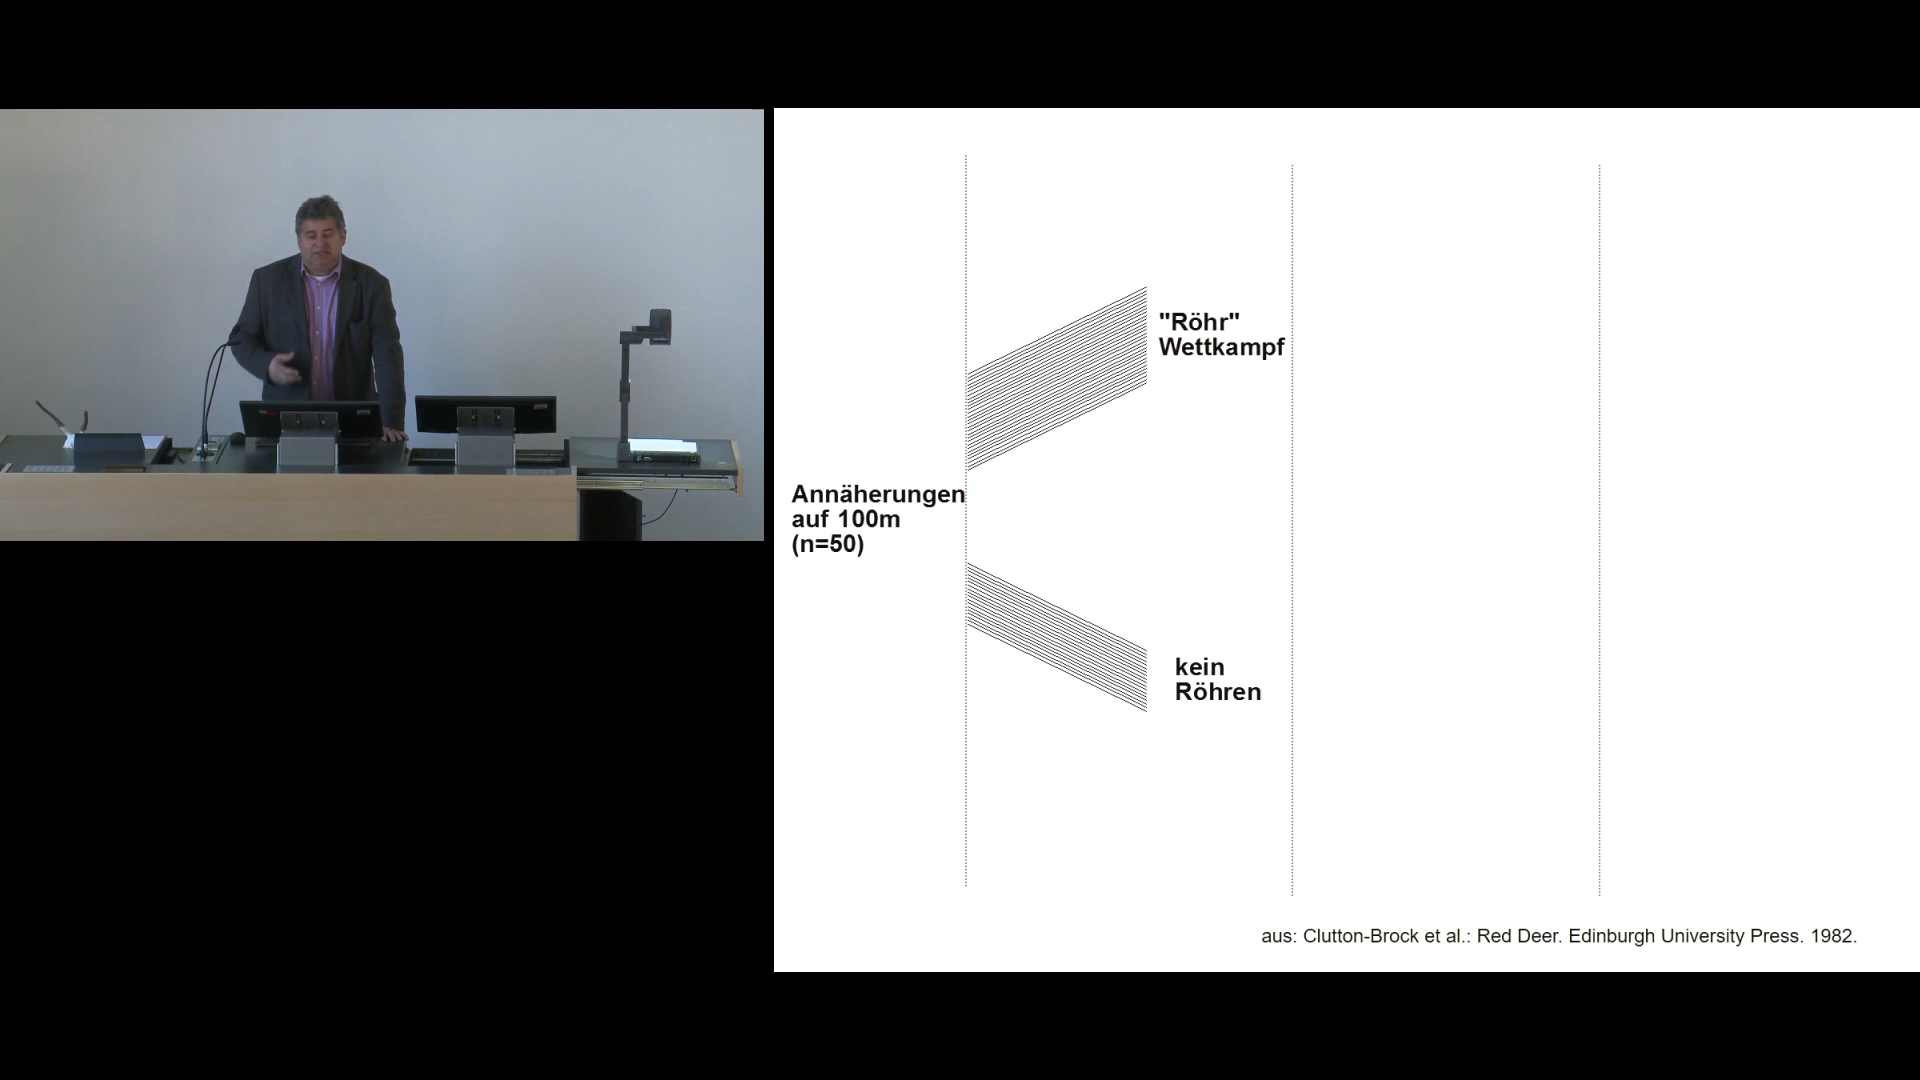 "Röhr"
Wettkampf
Annäherungen
auf 100m
(n=50)
kein
Röhren
aus: Clutton-Brock et al.: Red Deer. Edinburgh University Press. 1982.